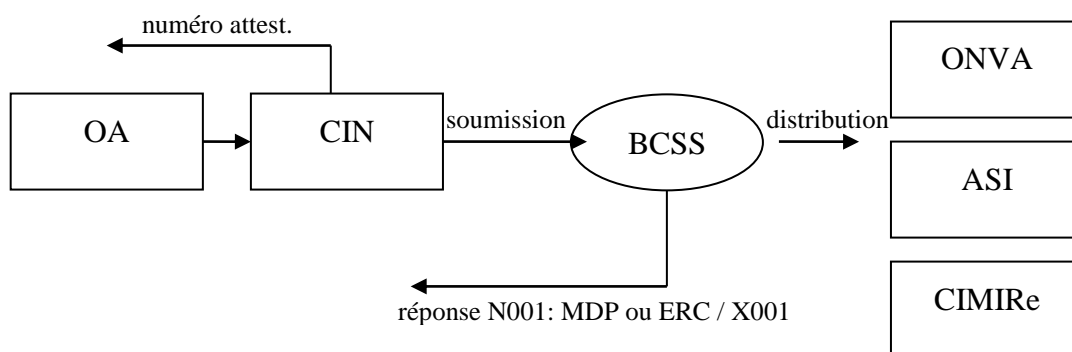 numéro attest.
OA
CIN
soumission
BCSS
distribution
ONVA
ASI
CIMIRe
réponse N001: MDP ou ERC / X001